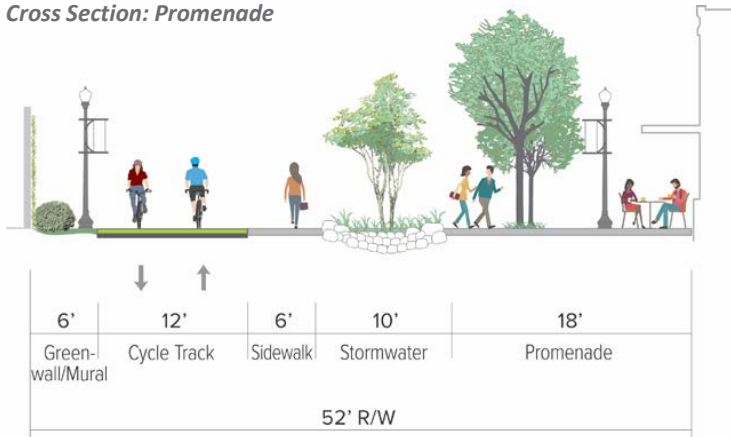 Cross Section: Promenade
6’ 12’ 6’ 10’ 18’
Green- Cycle Track Sidewalk Stormwater Promenade
wall/Mural
52’ R/W